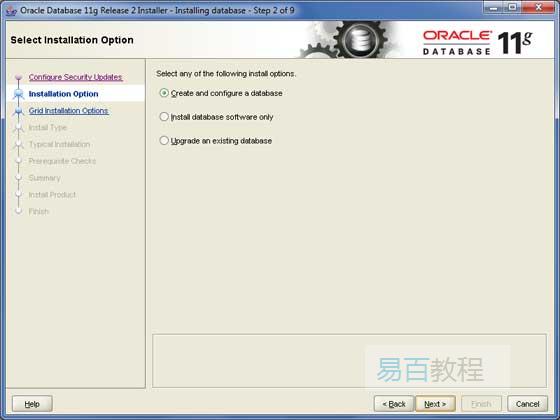 Oracle Database 11g Release 2 Installer - Installing database - Step 2 of 9
Select Installation Option
ORACLE
DATABASE 11g
Configure Security Updates
Installation Option
Grid Installation Options
Install Type
Typical Installation
Prerequisite Checks
Summary
Install Product
Finish
Select any of the following install options.
Create and configure a database
Install database software only
Upgrade an existing database
易百教程
Help
< Back
Next >
Finish
Cancel